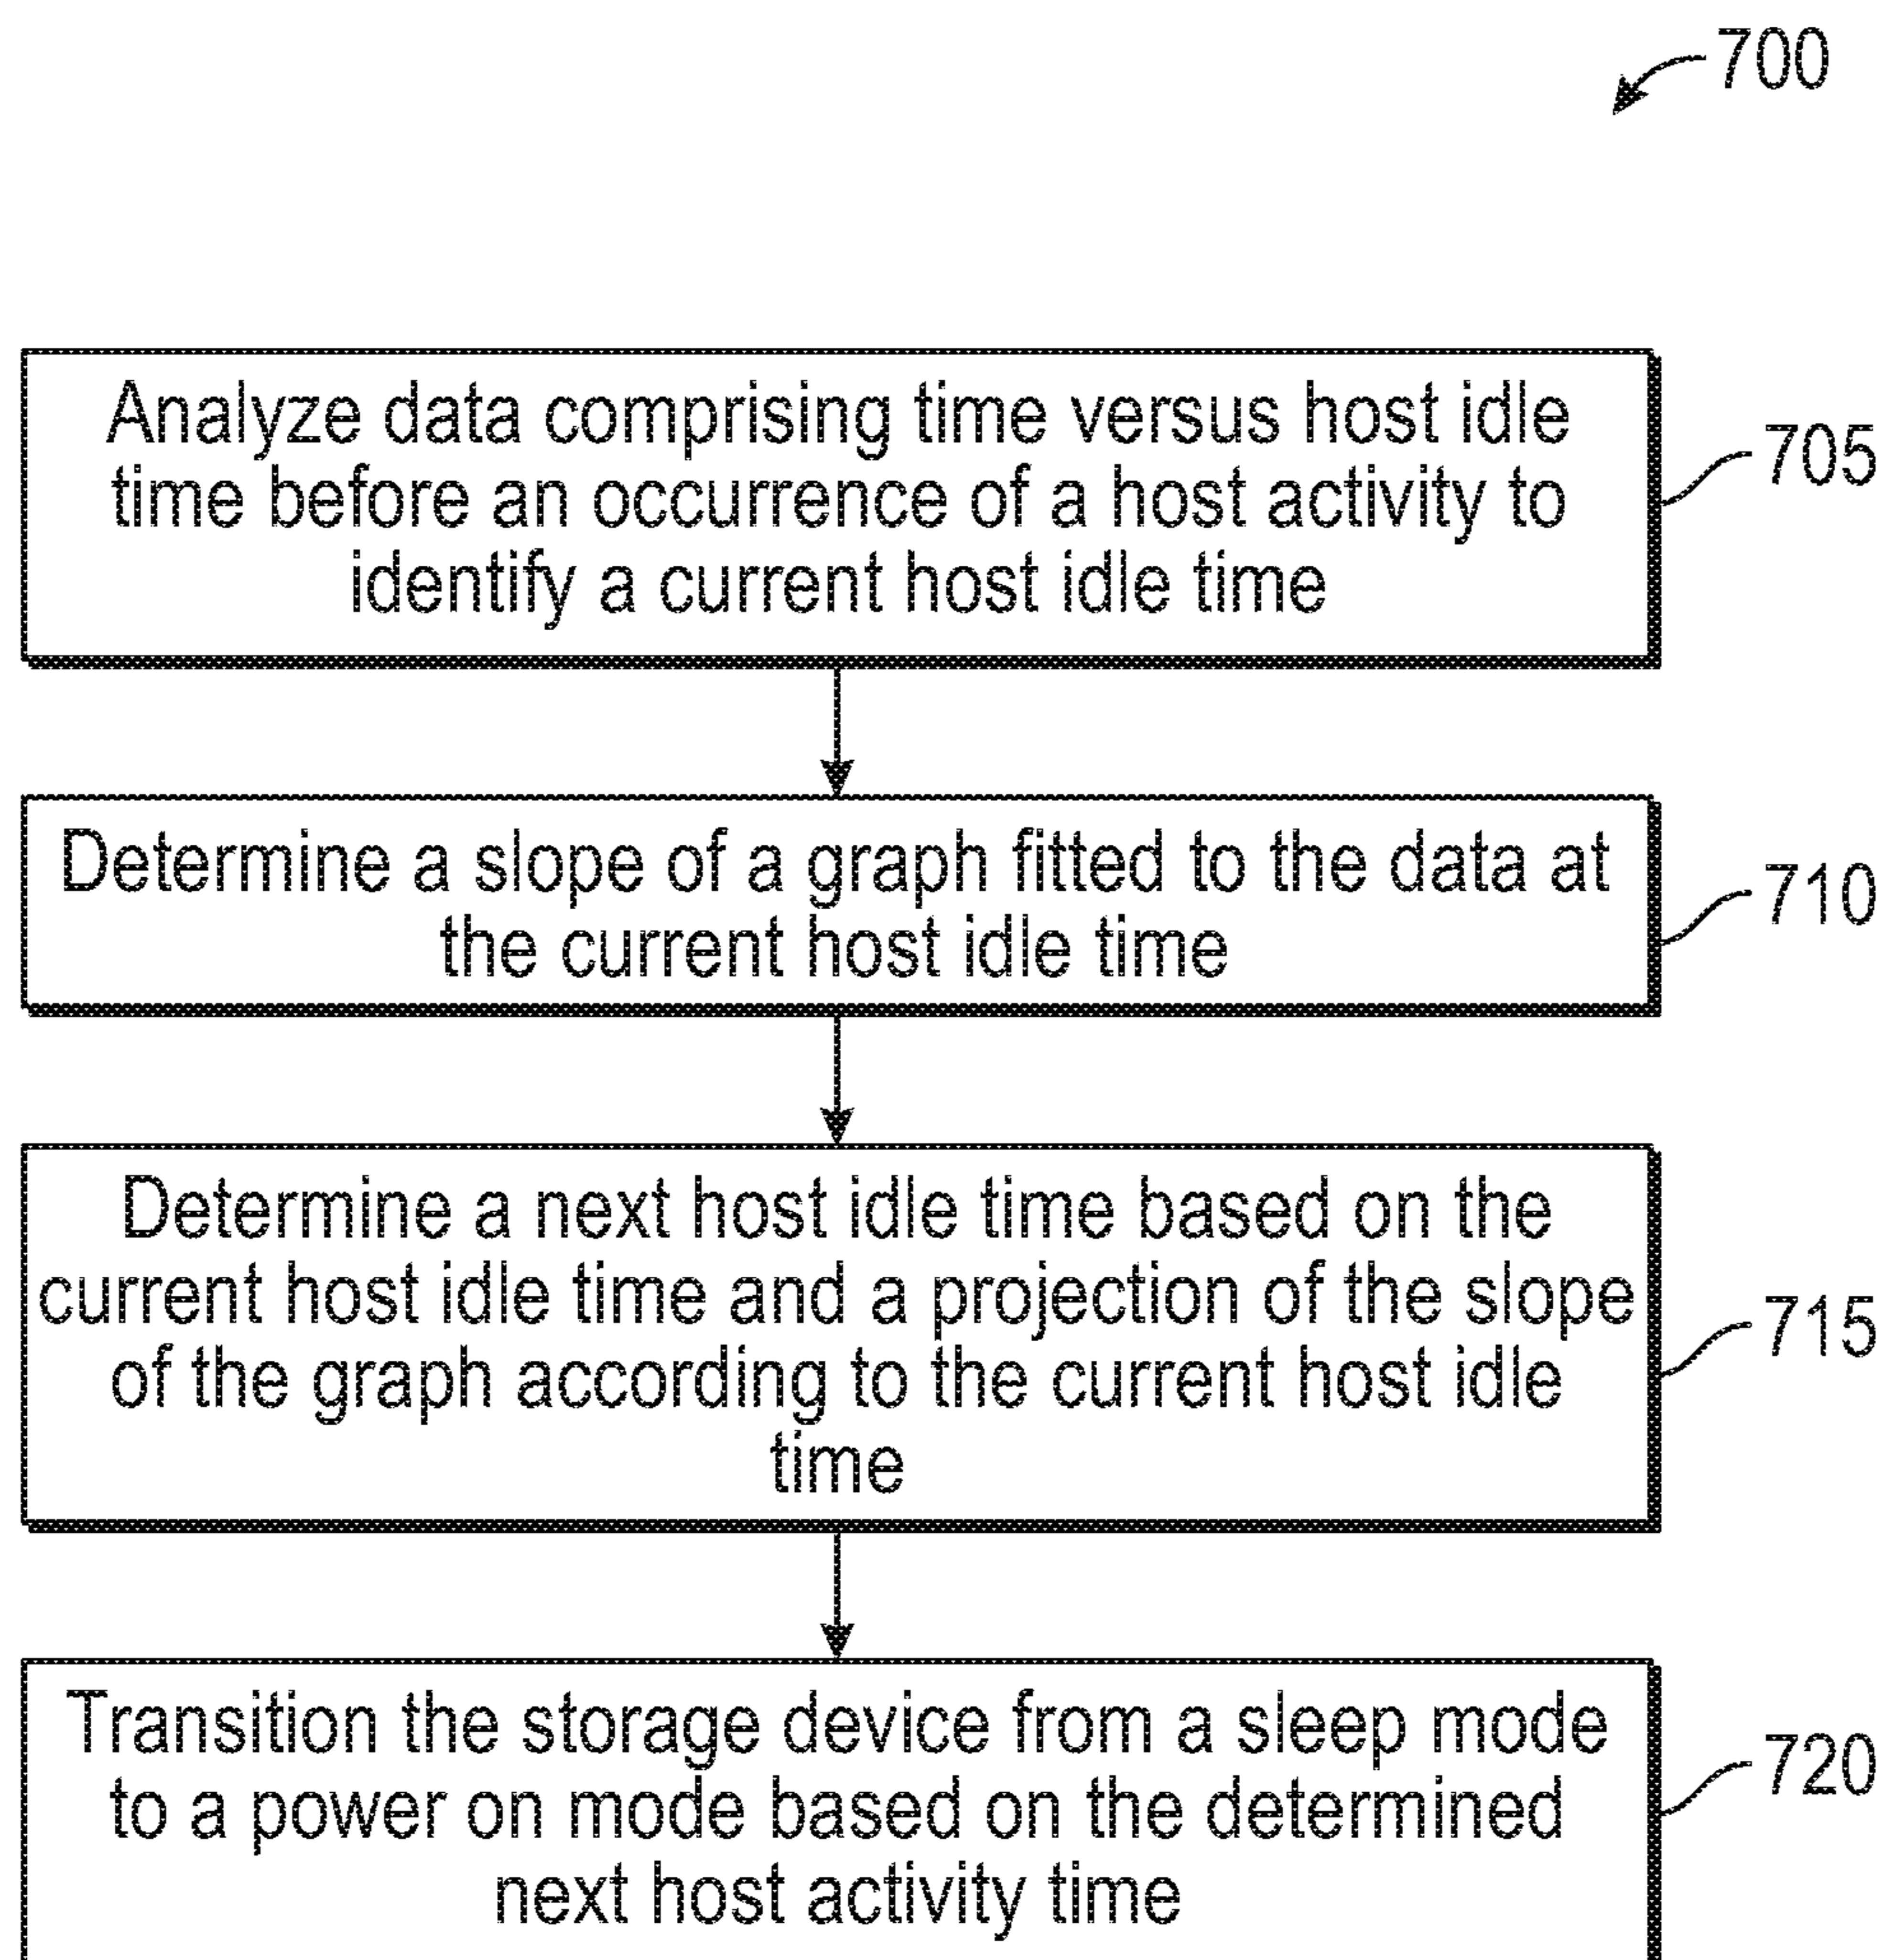 700
Analyze data comprising time versus host idle
time before an occurrence of a host activity to
identify a current host idle time
705
Determine a slope of a graph fitted to the data at
the current host idle time
710
Determine a next host idle time based on the
current host idle time and a projection of the slope
of the graph according to the current host idle
time
715
Transition the storage device from a sleep mode
to a power on mode based on the determined
next host activity time
720